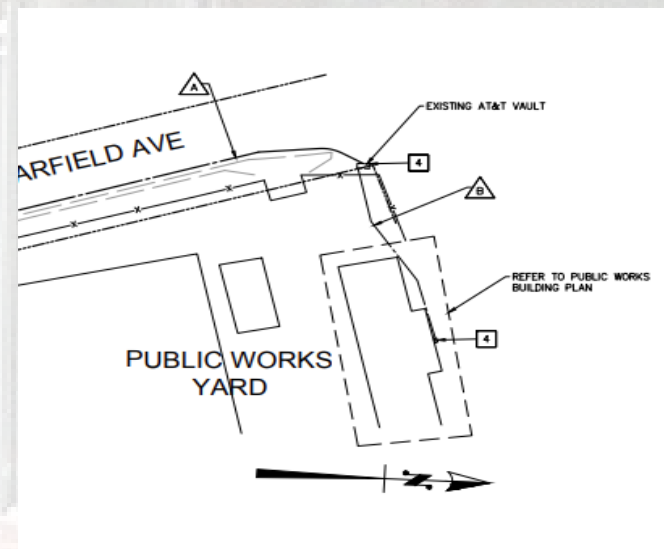 A
EXISTING AT&T VAULT
4
ARFIELD AVE
B
REFER TO PUBLIC WORKS
BUILDING PLAN
4
PUBLIC WORKS
YARD
N